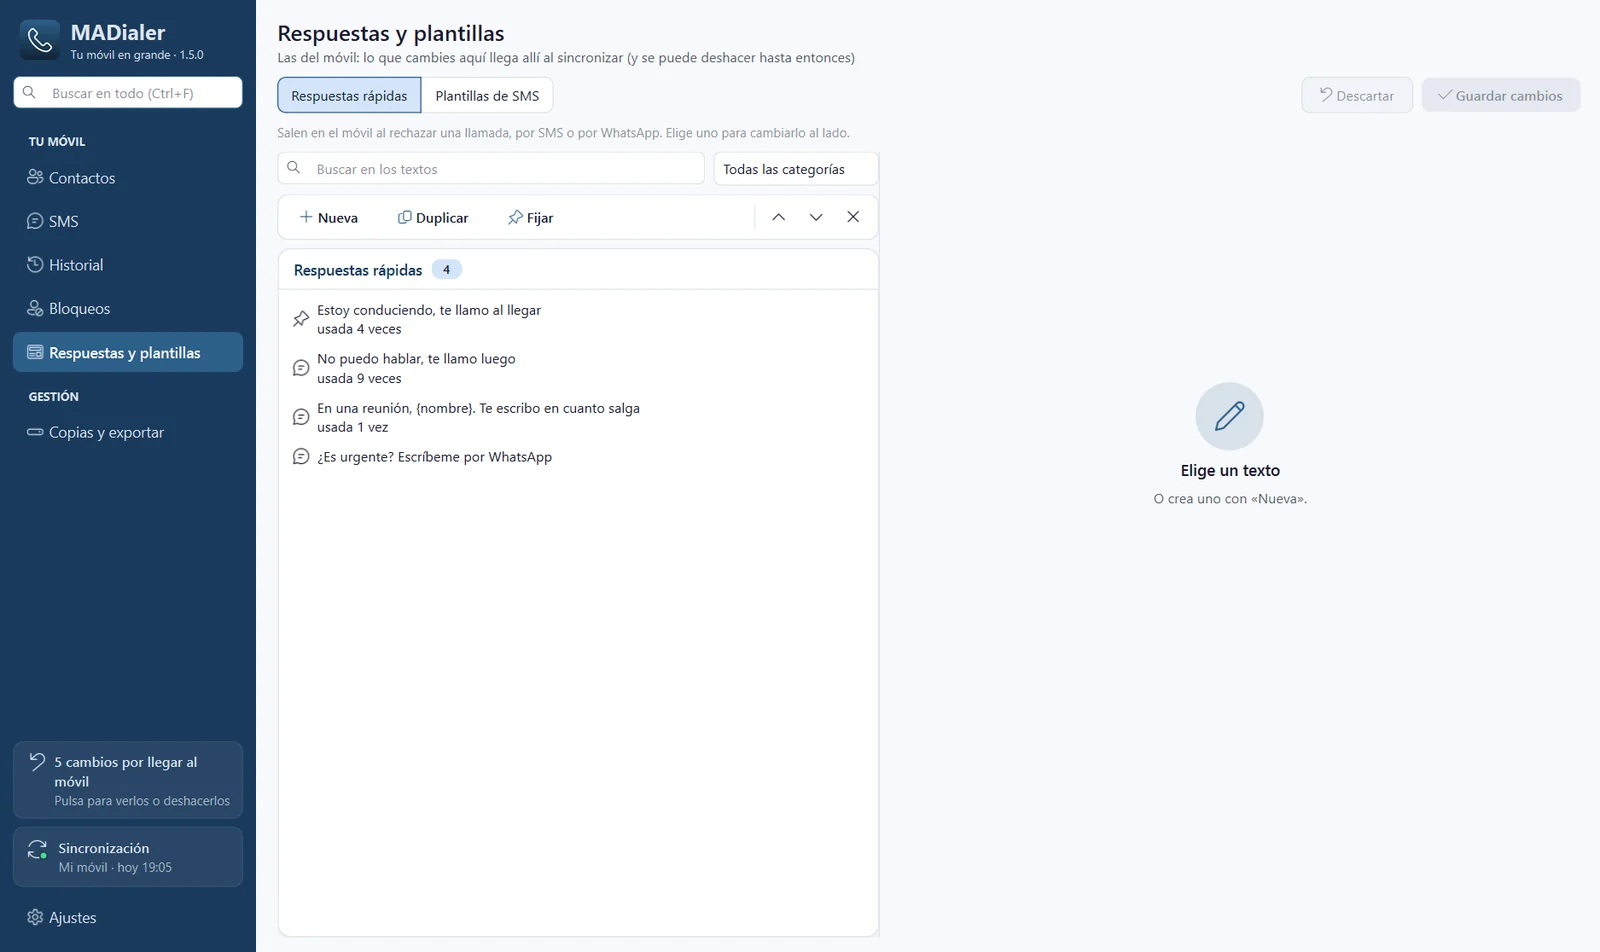 MADialer
Tu móvil en grande · 1.5.0
Buscar en todo (Ctrl+F)
TU MÓVIL
Contactos
SMS
Historial
Bloqueos
Respuestas y plantillas
GESTIÓN
Copias y exportar
5 cambios por llegar al
móvil
Pulsa para verlos o deshacerlos
Sincronización
Mi móvil · hoy 19:05
Ajustes
Respuestas y plantillas
Las del móvil: lo que cambies aquí llega allí al sincronizar (y se puede deshacer hasta entonces)
Respuestas rápidas
Plantillas de SMS
Descartar
Guardar cambios
Salen en el móvil al rechazar una llamada, por SMS o por WhatsApp. Elige uno para cambiarlo al lado.
Buscar en los textos
Todas las categorías
Nueva
Duplicar
Fijar
Respuestas rápidas 4
Estoy conduciendo, te llamo al llegar
usada 4 veces
No puedo hablar, te llamo luego
usada 9 veces
En una reunión, {nombre}. Te escribo en cuanto salga
usada 1 vez
¿Es urgente? Escríbeme por WhatsApp
Elige un texto
O crea uno con «Nueva».